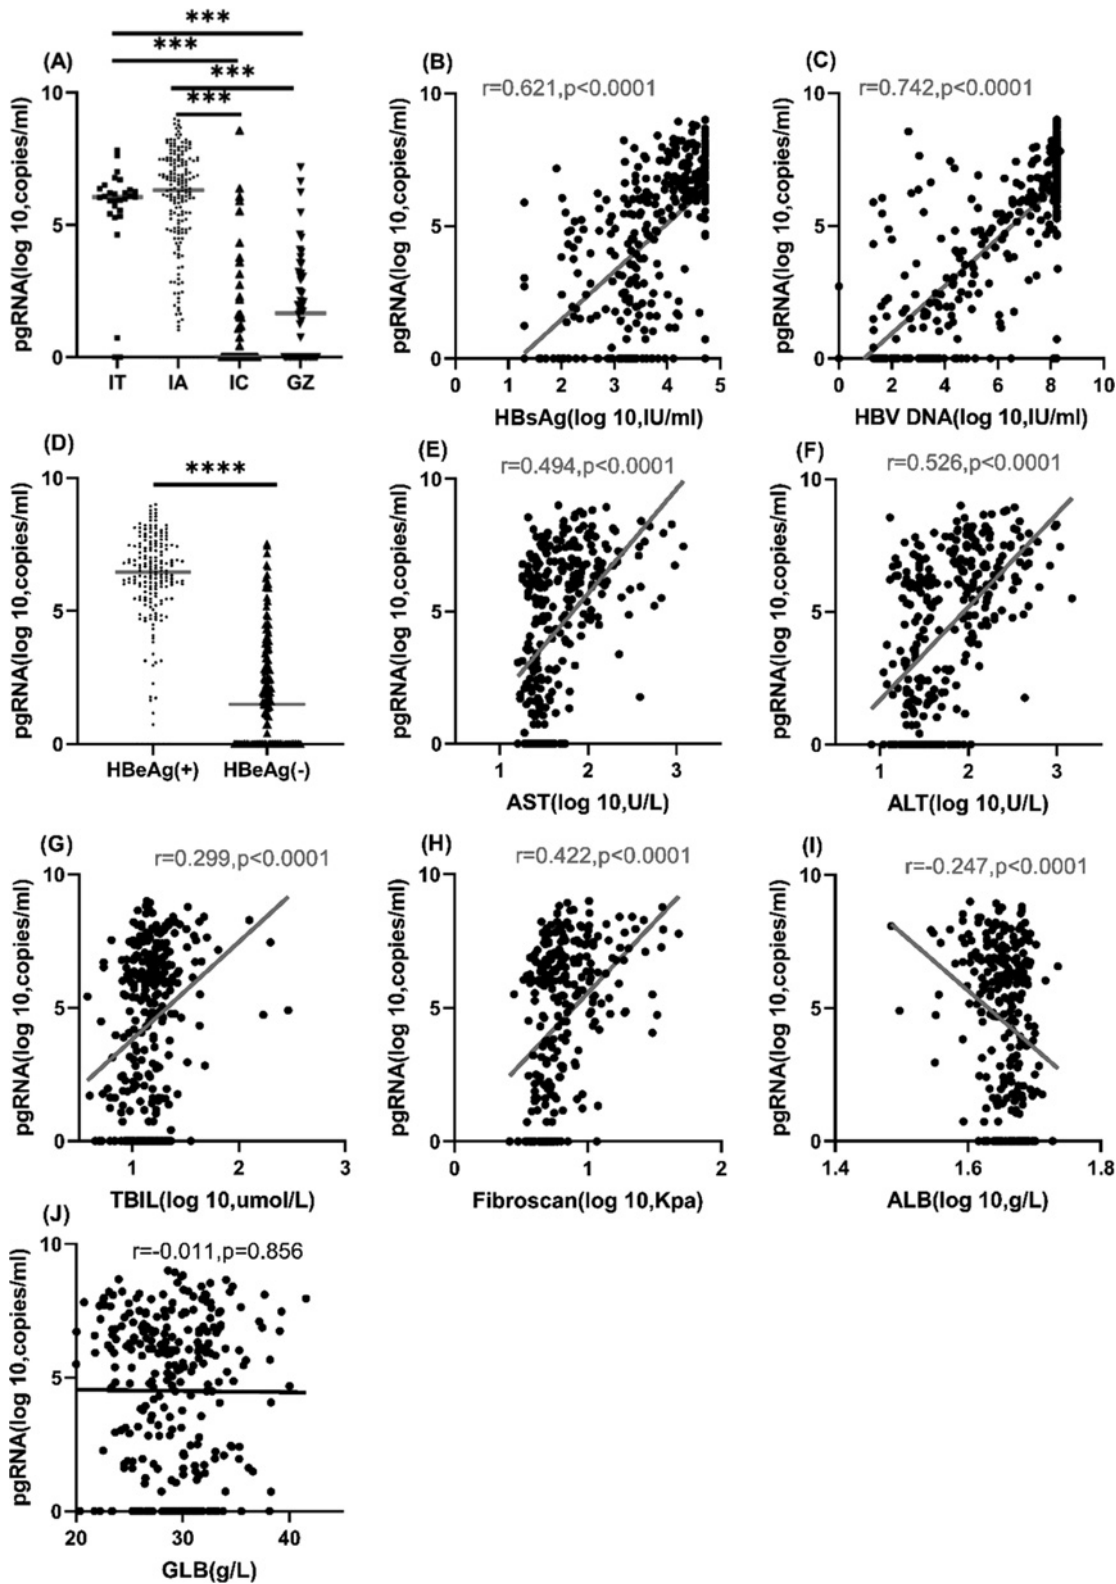 ***
***
(A)
***
***
pgRNA(log 10,copies/ml)
10
5
0
IT IA IC GZ
(B)
r=0.621,p<0.0001
pgRNA(log 10,copies/ml)
10
5
0
0 1 2 3 4 5
HBsAg(log 10,IU/ml)
(C)
r=0.742,p<0.0001
pgRNA(log 10,copies/ml)
10
5
0
0 2 4 6 8 10
HBV DNA(log 10,IU/ml)
(D)
****
pgRNA(log 10,copies/ml)
10
5
0
HBeAg(+) HBeAg(-)
(E)
r=0.494,p<0.0001
pgRNA(log 10,copies/ml)
10
5
0
1 2 3
AST(log 10,U/L)
(F)
r=0.526,p<0.0001
pgRNA(log 10,copies/ml)
10
5
0
1 2 3
ALT(log 10,U/L)
(G)
r=0.299,p<0.0001
pgRNA(log 10,copies/ml)
10
5
0
1 2 3
TBIL(log 10,umol/L)
(H)
r=0.422,p<0.0001
pgRNA(log 10,copies/ml)
10
5
0
0 1 2
Fibroscan(log 10,Kpa)
(I)
r=-0.247,p<0.0001
pgRNA(log 10,copies/ml)
10
5
0
1.4 1.6 1.8
ALB(log 10,g/L)
(J)
r=-0.011,p=0.856
pgRNA(log 10,copies/ml)
10
5
0
20 30 40
GLB(g/L)